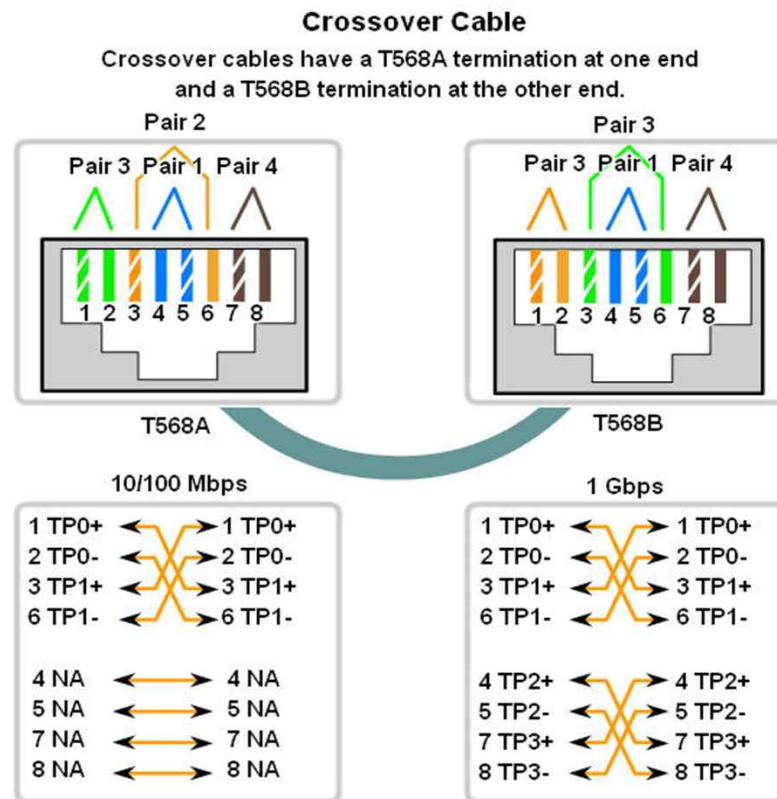 Crossover Cable
Crossover cables have a T568A termination at one end
and a T568B termination at the other end.
Pair 2
Pair 3 Pair 1 Pair 4
1 2 3 4 5 6 7 8
T568A
Pair 3
Pair 3 Pair 1 Pair 4
1 2 3 4 5 6 7 8
T568B
10/100 Mbps
1 TP0+ 1 TP0+
2 TP0- 2 TP0-
3 TP1+ 3 TP1+
6 TP1- 6 TP1-
4 NA 4 NA
5 NA 5 NA
7 NA 7 NA
8 NA 8 NA
1 Gbps
1 TP0+ 1 TP0+
2 TP0- 2 TP0-
3 TP1+ 3 TP1+
6 TP1- 6 TP1-
4 TP2+ 4 TP2+
5 TP2- 5 TP2-
7 TP3+ 7 TP3+
8 TP3- 8 TP3-